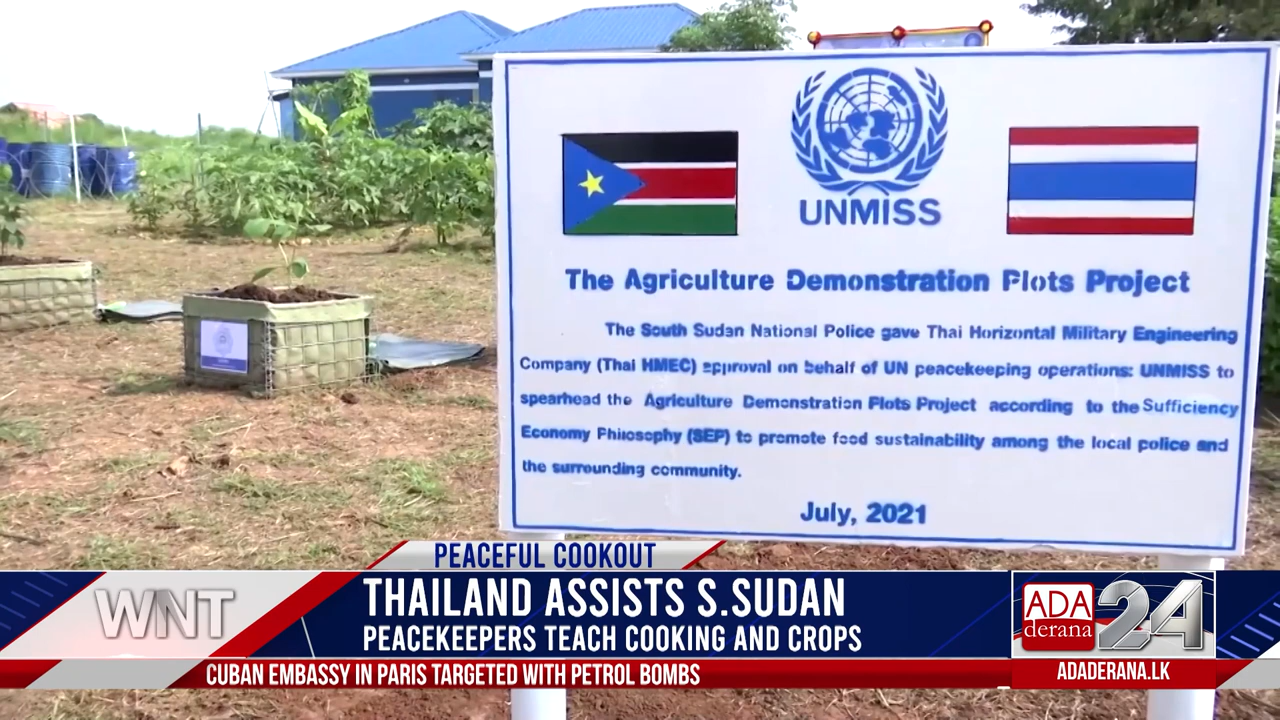 UNMISS
The Agriculture Demonstration Plots Project
The South Sudan National Police gave Thai Horizontal Military Engineering
Company (Thai HMEC) approval on behalf of UN peacekeeping operations: UNMISS to
spearhead the Agriculture Demonstration Plots Project according to the Sufficiency
Economy Philosophy (SEP) to promote food sustainability among the local police and
the surrounding community.
July, 2021
PEACEFUL COOKOUT
WNT
THAILAND ASSISTS S.SUDAN
PEACEKEEPERS TEACH COOKING AND CROPS
ADA
derana
24
CUBAN EMBASSY IN PARIS TARGETED WITH PETROL BOMBS
ADADERANA.LK